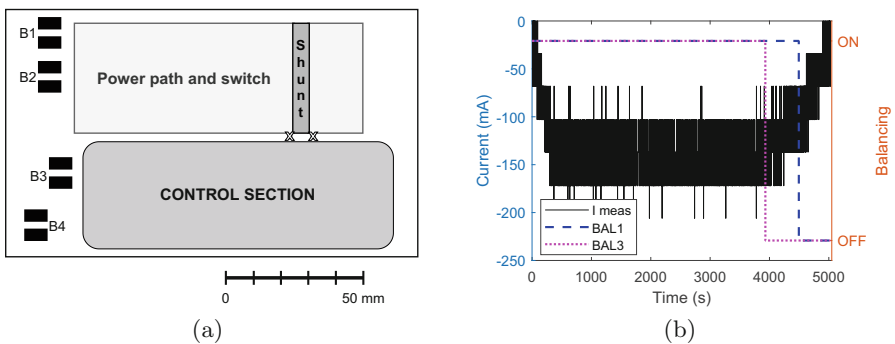 B1
B2
Power path and switch
Shunt
B3
B4
CONTROL SECTION
0 50 mm
(a)
0
-50
-100
-150
-200
-250
Current (mA)
I meas
BAL1
BAL3
0 1000 2000 3000 4000 5000
Time (s)
ON
OFF
Balancing
(b)